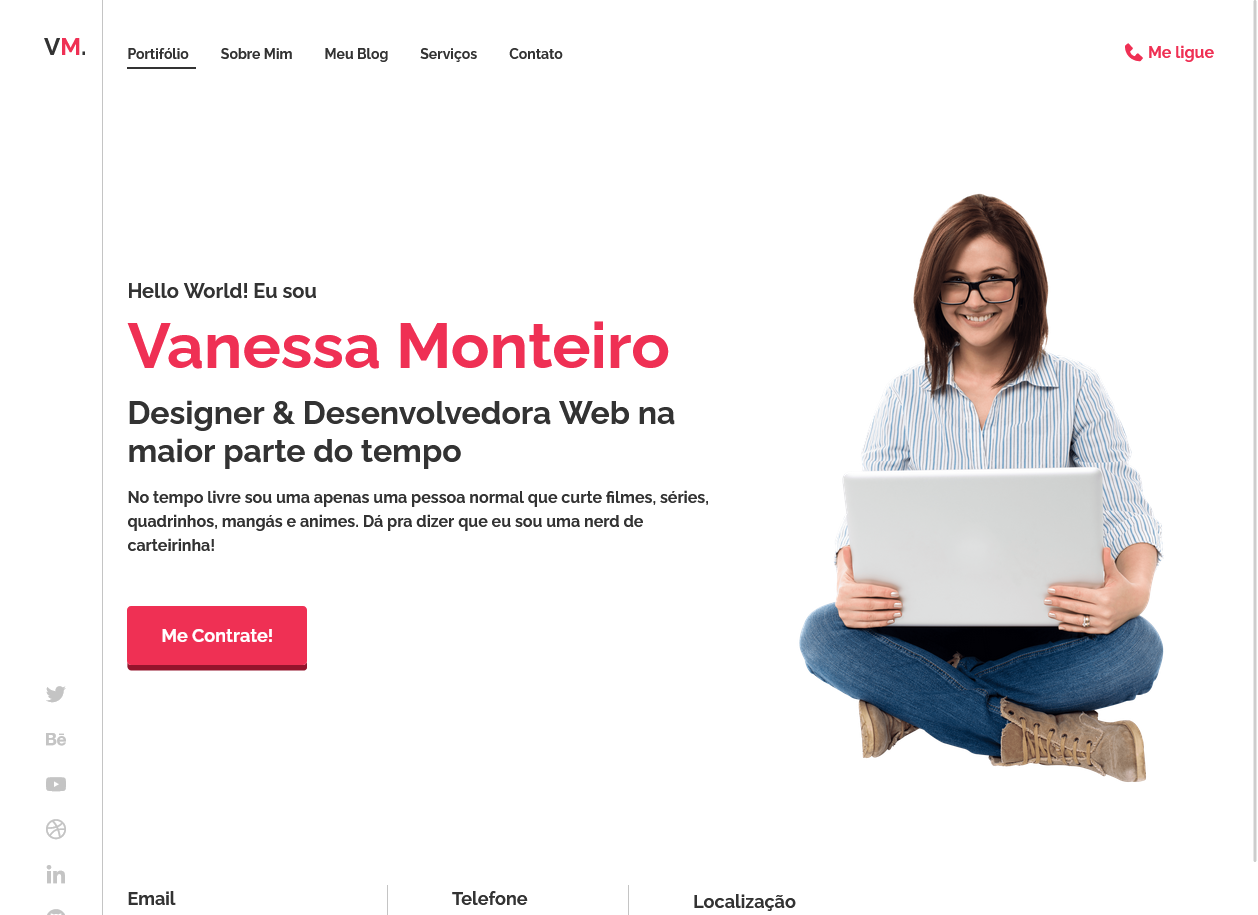 VM.
Portifólio Sobre Mim Meu Blog Serviços Contato
Me ligue
Hello World! Eu sou
Vanessa Monteiro
Designer & Desenvolvedora Web na
maior parte do tempo
No tempo livre sou uma apenas uma pessoa normal que curte filmes, séries,
quadrinhos, mangás e animes. Dá pra dizer que eu sou uma nerd de
carteirinha!
Me Contrate!
Bē
in
Email Telefone Localização